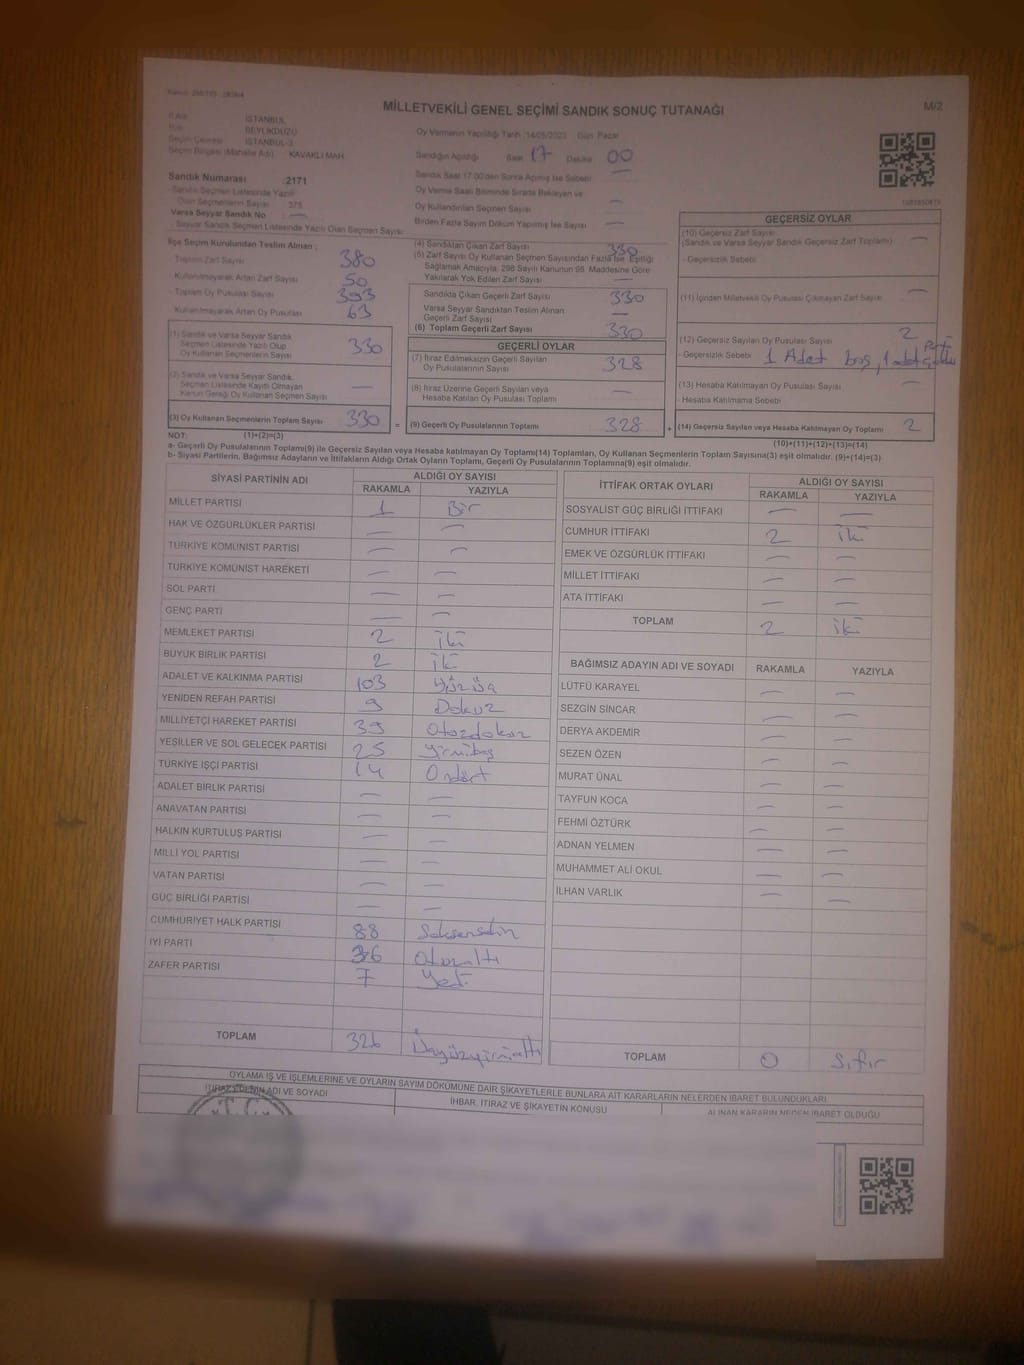 MİLLETVEKİLİ GENEL SEÇİMİ SANDIK SONUÇ TUTANAĞI
M/2
İl Adı : İSTANBUL
BEYLİKDÜZÜ
Seçim Çevresi : İSTANBUL-3
Seçim Bölgesi (Mahalle Adı) : KAVAKLI MAH.
Oy Vermenin Yapıldığı Tarih :14/05/2023 Gün: Pazar
Sandığın Açıldığı Saat 17 Dakika 00
Sandık Saat 17:00'den Sonra Açılmış İse Sebebi
Oy Verme Saati Bitiminde Sırada Bekleyen ve
Oy Kullandırılan Seçmen Sayısı —
Birden Fazla Sayım Döküm Yapılmış İse Sayısı —
Sandık Numarası :2171
Sandık Seçmen Listesinde Yazılı
Olan Seçmenlerin Sayısı : 375
Varsa Seyyar Sandık No : —
- Seyyar Sandık Seçmen Listesinde Yazılı Olan Seçmen Sayısı
İlçe Seçim Kurulundan Teslim Alınan ;
- Toplam Zarf Sayısı 380
- Kullanılmayarak Artan Zarf Sayısı 50
- Toplam Oy Pusulası Sayısı 393
Kullanılmayarak Artan Oy Pusulası 63
(1) Sandık ve Varsa Seyyar Sandık
Seçmen Listesinde Yazılı Olup
Oy Kullanan Seçmenlerin Sayısı 330
(2) Sandık ve Varsa Seyyar Sandık,
Seçmen Listesinde Kayıtlı Olmayan
Kanun Gereği Oy Kullanan Seçmen Sayısı —
(3) Oy Kullanan Seçmenlerin Toplam Sayısı 330
(4) Sandıktan Çıkan Zarf Sayısı 330
(5) Zarf Sayısı Oy Kullanan Seçmen Sayısından Fazla İse, Eşitliği
Sağlamak Amacıyla; 298 Sayılı Kanunun 98. Maddesine Göre
Yakılarak Yok Edilen Zarf Sayısı
Sandıkta Çıkan Geçerli Zarf Sayısı 330
Varsa Seyyar Sandıktan Teslim Alınan
Geçerli Zarf Sayısı —
(6) Toplam Geçerli Zarf Sayısı 330
GEÇERLİ OYLAR
(7) İtiraz Edilmeksizin Geçerli Sayılan
Oy Pusulalarının Sayısı 328
(8) İtiraz Üzerine Geçerli Sayılan veya
Hesaba Katılan Oy Pusulası Toplamı —
= (9) Geçerli Oy Pusulalarının Toplamı 328 +
GEÇERSİZ OYLAR
(10) Geçersiz Zarf Sayısı —
(Sandık ve Varsa Seyyar Sandık Geçersiz Zarf Toplamı)
- Geçersizlik Sebebi
(11) İçinden Milletvekili Oy Pusulası Çıkmayan Zarf Sayısı —
(12) Geçersiz Sayılan Oy Pusulası Sayısı 2
- Geçersizlik Sebebi 1 Adet boş, 1 adet
(13) Hesaba Katılmayan Oy Pusulası Sayısı —
- Hesaba Katılmama Sebebi
(14) Geçersiz Sayılan veya Hesaba Katılmayan Oy Toplamı 2
NOT: (1)+(2)=(3)
(10)+(11)+(12)+(13)=(14)
a- Geçerli Oy Pusulalarının Toplamı(9) ile Geçersiz Sayılan veya Hesaba katılmayan Oy Toplamı(14) Toplamları, Oy Kullanan Seçmenlerin Toplam Sayısına(3) eşit olmalıdır. (9)+(14)=(3)
b- Siyasi Partilerin, Bağımsız Adayların ve İttifakların Aldığı Ortak Oyların Toplamı, Geçerli Oy Pusulalarının Toplamına(9) eşit olmalıdır.
SİYASİ PARTİNİN ADI ALDIĞI OY SAYISI
RAKAMLA YAZIYLA
MİLLET PARTİSİ 1 Bir
HAK VE ÖZGÜRLÜKLER PARTİSİ — —
TÜRKİYE KOMÜNİST PARTİSİ — —
TÜRKİYE KOMÜNİST HAREKETİ — —
SOL PARTİ — —
GENÇ PARTİ — —
MEMLEKET PARTİSİ 2 İki
BÜYÜK BİRLİK PARTİSİ 2 İki
ADALET VE KALKINMA PARTİSİ 103 Yüzüç
YENİDEN REFAH PARTİSİ 9 Dokuz
MİLLİYETÇİ HAREKET PARTİSİ 39 Otuzdokuz
YEŞİLLER VE SOL GELECEK PARTİSİ 25 Yirmibeş
TÜRKİYE İŞÇİ PARTİSİ 14 Ondört
ADALET BİRLİK PARTİSİ — —
ANAVATAN PARTİSİ — —
HALKIN KURTULUŞ PARTİSİ —
MİLLİ YOL PARTİSİ — —
VATAN PARTİSİ — —
GÜÇ BİRLİĞİ PARTİSİ — —
CUMHURİYET HALK PARTİSİ 88 Seksensekiz
İYİ PARTİ 36 Otuzaltı
ZAFER PARTİSİ 7 Yedi
TOPLAM 326 Üçyüzyirmialtı
İTTİFAK ORTAK OYLARI ALDIĞI OY SAYISI
RAKAMLA YAZIYLA
SOSYALİST GÜÇ BİRLİĞİ İTTİFAKI — —
CUMHUR İTTİFAKI 2 İki
EMEK VE ÖZGÜRLÜK İTTİFAKI — —
MİLLET İTTİFAKI — —
ATA İTTİFAKI — —
TOPLAM 2 İki
BAĞIMSIZ ADAYIN ADI VE SOYADI RAKAMLA YAZIYLA
LÜTFÜ KARAYEL — —
SEZGİN SİNCAR — —
DERYA AKDEMİR — —
SEZEN ÖZEN — —
MURAT ÜNAL — —
TAYFUN KOCA — —
FEHMİ ÖZTÜRK — —
ADNAN YELMEN — —
MUHAMMET ALİ OKUL — —
İLHAN VARLIK — —
TOPLAM 0 Sıfır
OYLAMA İŞ VE İŞLEMLERİNE VE OYLARIN SAYIM DÖKÜMÜNE DAİR ŞİKAYETLERLE BUNLARA AİT KARARLARIN NELERDEN İBARET BULUNDUKLARI
İTİRAZ EDENİN ADI VE SOYADI
İHBAR, İTİRAZ VE ŞİKAYETİN KONUSU
ALINAN KARARIN NEDEN İBARET OLDUĞU